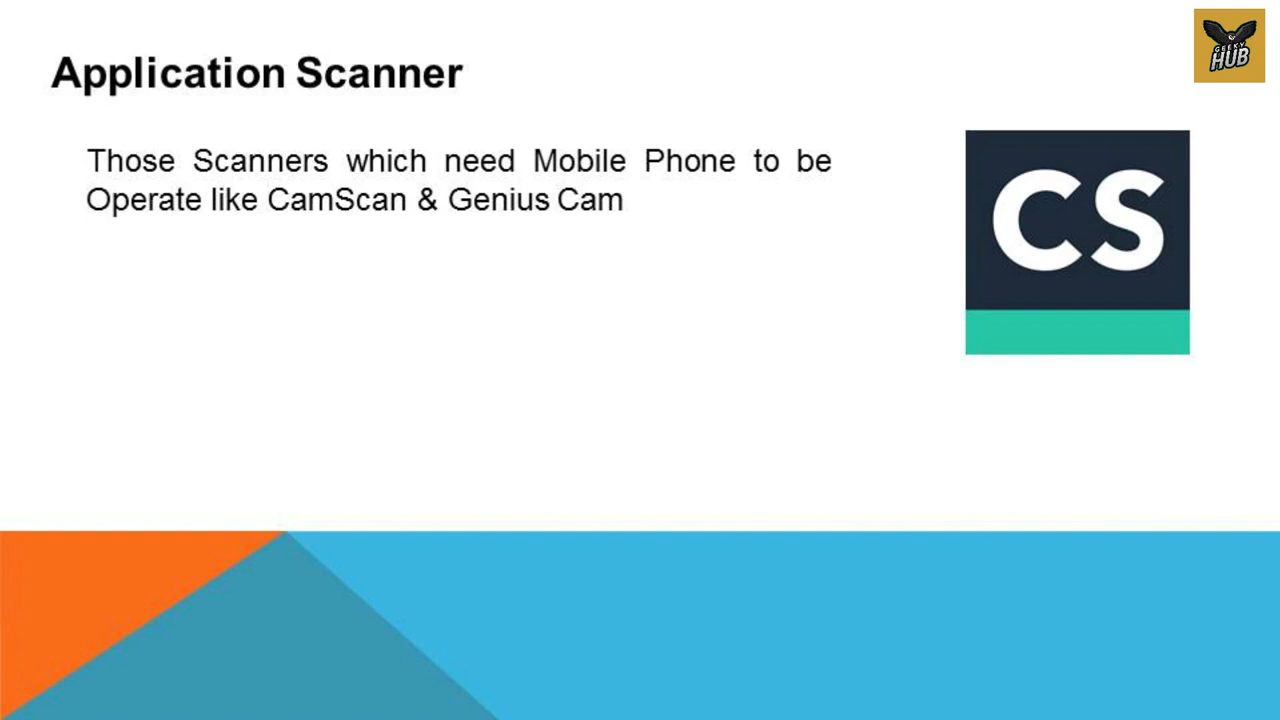 GEEKY
HUB
Application Scanner
Those Scanners which need Mobile Phone to be
Operate like CamScan & Genius Cam
CS